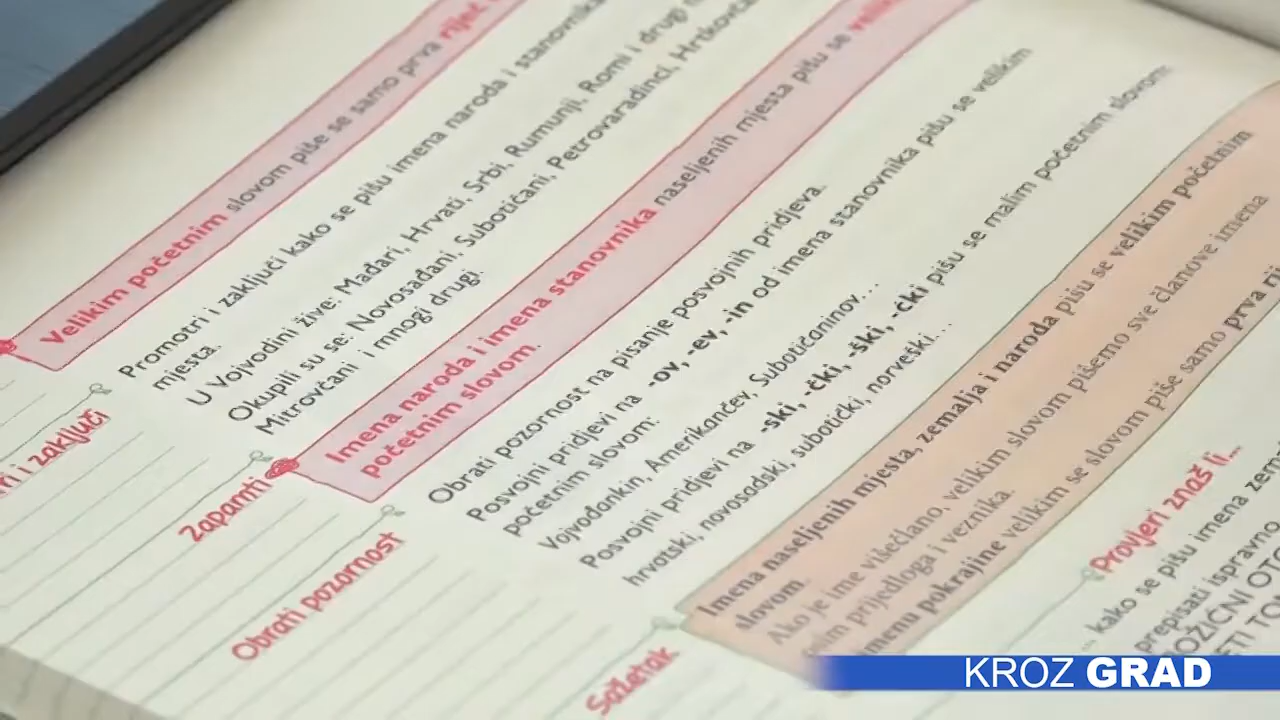 Velikim početnim slovom piše se samo prva riječ
Promotri i zaključi kako se pišu imena naroda i stanovnika
mjesta.
U Vojvodini žive: Mađari, Hrvati, Srbi, Rumunji, Romi i drugi
Okupili su se: Novosađani, Subotičani, Petrovaradinci, Hrtkovča
Mitrovčani i mnogi drugi.
i zaključi
Zapamti
Imena naroda i imena stanovnika naseljenih mjesta pišu se
početnim slovom.
Obrati pozornost
Obrati pozornost na pisanje posvojnih pridjeva.
Posvojni pridjevi na -ov, -ev, -in od imena stanovnika pišu se velikim
početnim slovom:
Vojvođankin, Amerikančev, Subotičaninov...
Posvojni pridjevi na -ski, -čki, -ški, -ćki pišu se malim početnim slovom:
hrvatski, novosadski, subotički, norveški...
Sažetak
Imena naseljenih mjesta, zemalja i naroda pišu se velikim početnim
slovom.
Ako je ime višečlano, velikim slovom pišemo sve članove imena
prijedloga i veznika.
imenu pokrajine velikim se slovom piše samo prva
Provjeri znaš li...
... kako se pišu imena
prepisati ispravno
KROZ GRAD